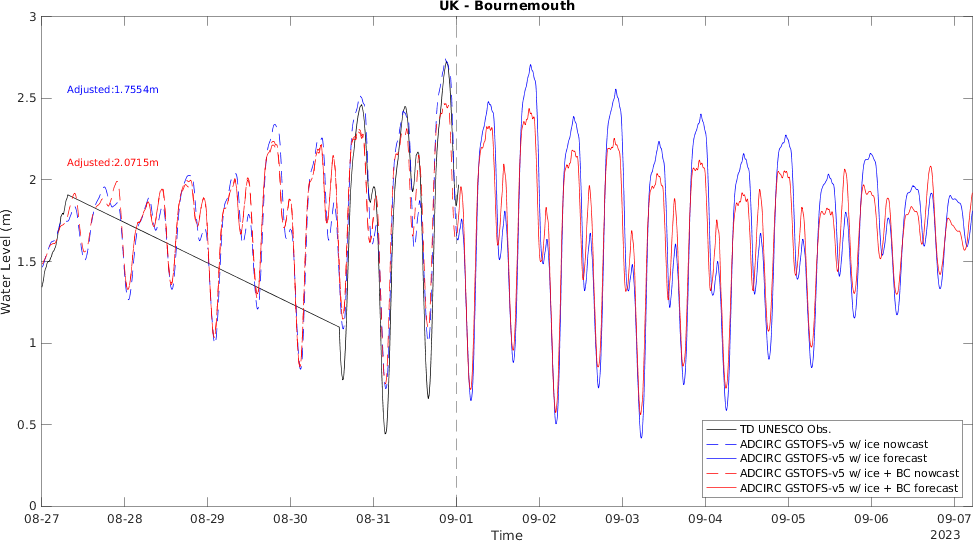 UK - Bournemouth
3
2.5
2
1.5
1
0.5
0
Water Level (m)
Adjusted:1.7554m
Adjusted:2.0715m
TD UNESCO Obs.
ADCIRC GSTOFS-v5 w/ ice nowcast
ADCIRC GSTOFS-v5 w/ ice forecast
ADCIRC GSTOFS-v5 w/ ice + BC nowcast
ADCIRC GSTOFS-v5 w/ ice + BC forecast
08-27 08-28 08-29 08-30 08-31 09-01 09-02 09-03 09-04 09-05 09-06 09-07
2023
Time